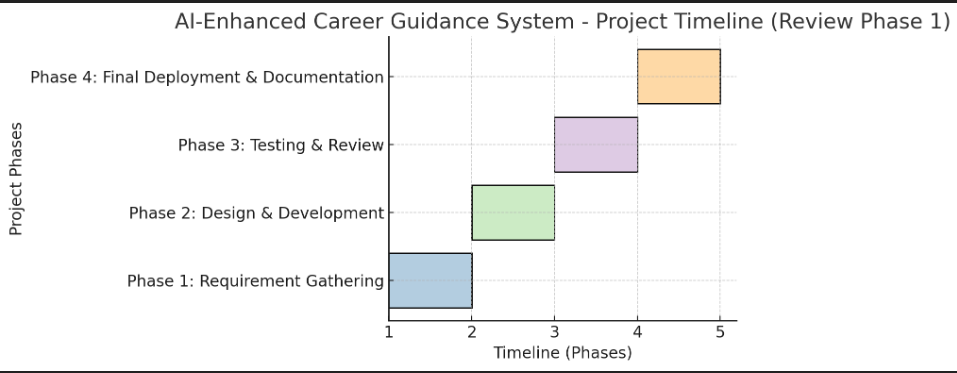 AI-Enhanced Career Guidance System - Project Timeline (Review Phase 1)
Project Phases
Phase 4: Final Deployment & Documentation
Phase 3: Testing & Review
Phase 2: Design & Development
Phase 1: Requirement Gathering
1 2 3 4 5
Timeline (Phases)